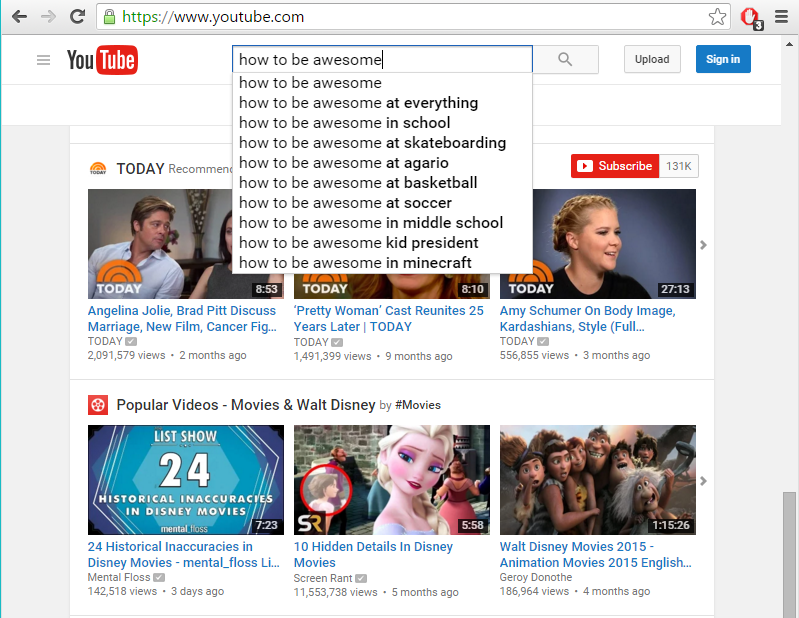 https://www.youtube.com
3
YouTube
how to be awesome
Upload
Sign in
how to be awesome
how to be awesome at everything
how to be awesome in school
how to be awesome at skateboarding
how to be awesome at agario
how to be awesome at basketball
how to be awesome at soccer
how to be awesome in middle school
how to be awesome kid president
how to be awesome in minecraft
TODAY Recommen
Subscribe 131K
TODAY 8:53
TODAY 8:10
TODAY 27:13
Angelina Jolie, Brad Pitt Discuss
Marriage, New Film, Cancer Fig...
TODAY
2,091,579 views • 2 months ago
‘Pretty Woman’ Cast Reunites 25
Years Later | TODAY
TODAY
1,491,399 views • 9 months ago
Amy Schumer On Body Image,
Kardashians, Style (Full...
TODAY
556,855 views • 3 months ago
Popular Videos - Movies & Walt Disney by #Movies
LIST SHOW
24
HISTORICAL INACCURACIES
IN DISNEY MOVIES
mental_floss 7:23
SR 5:58
1:15:26
24 Historical Inaccuracies in
Disney Movies - mental_floss Li...
Mental Floss
142,518 views • 3 days ago
10 Hidden Details In Disney
Movies
Screen Rant
11,553,738 views • 5 months ago
Walt Disney Movies 2015 -
Animation Movies 2015 English...
Geroy Donothe
186,964 views • 4 months ago